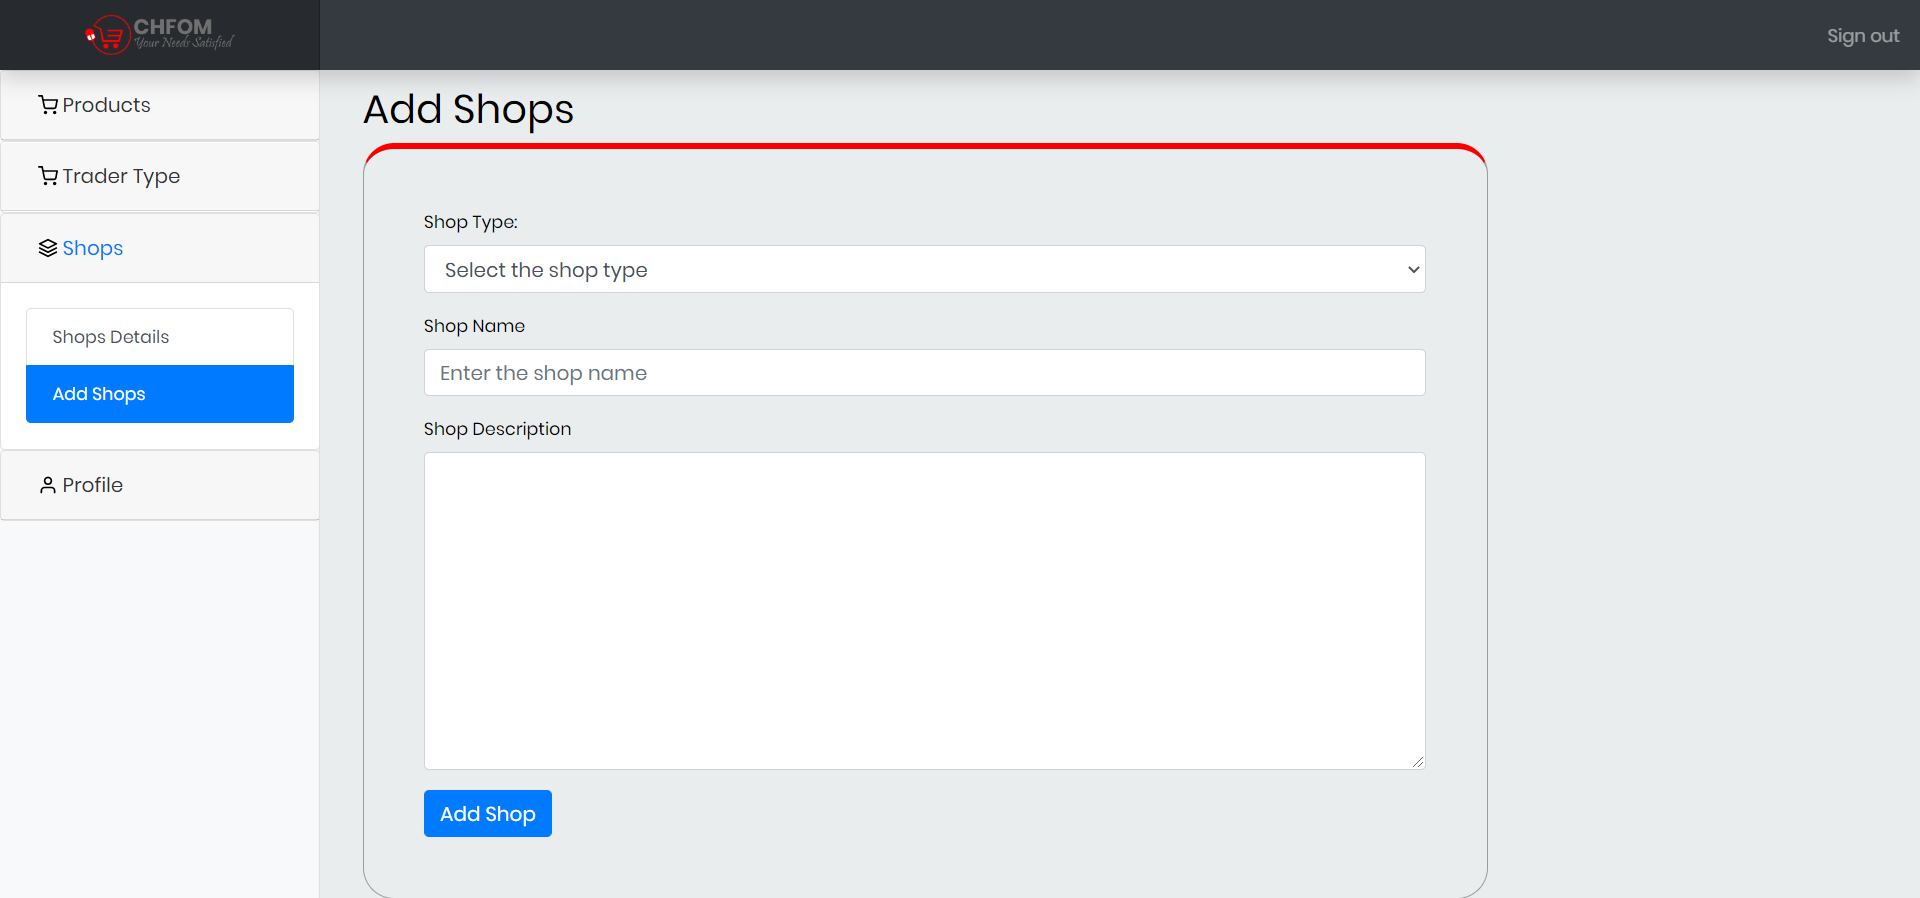 CHFOM
Your Needs Satisfied
Sign out
Products
Trader Type
Shops
Shops Details
Add Shops
Profile
Add Shops
Shop Type:
Select the shop type
Shop Name
Enter the shop name
Shop Description
Add Shop